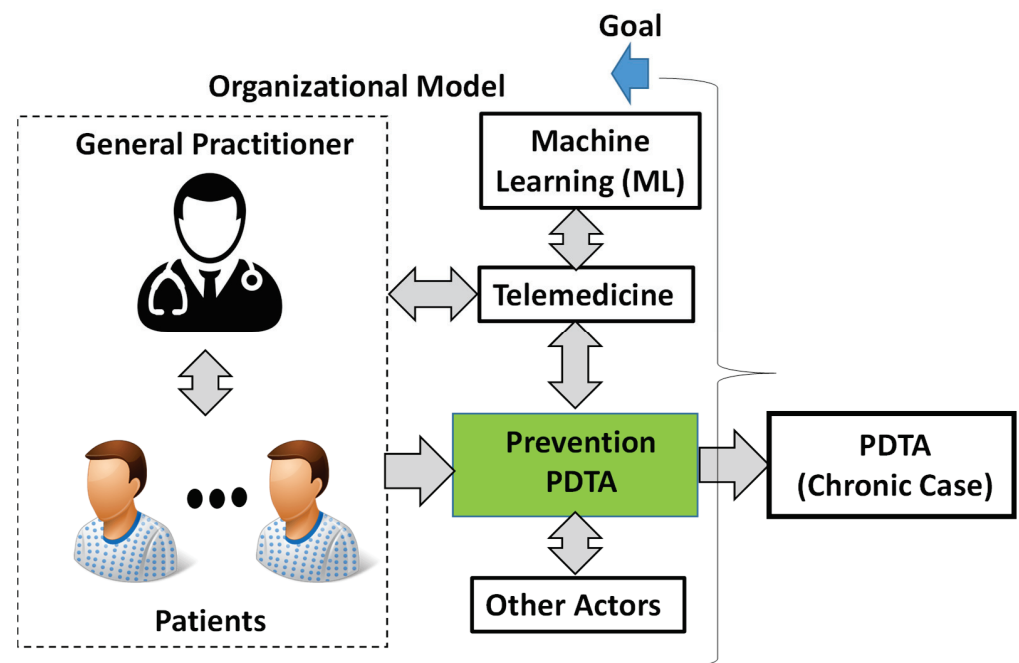 Goal
Organizational Model
General Practitioner
Machine
Learning (ML)
Telemedicine
Prevention
PDTA
PDTA
(Chronic Case)
Other Actors
Patients